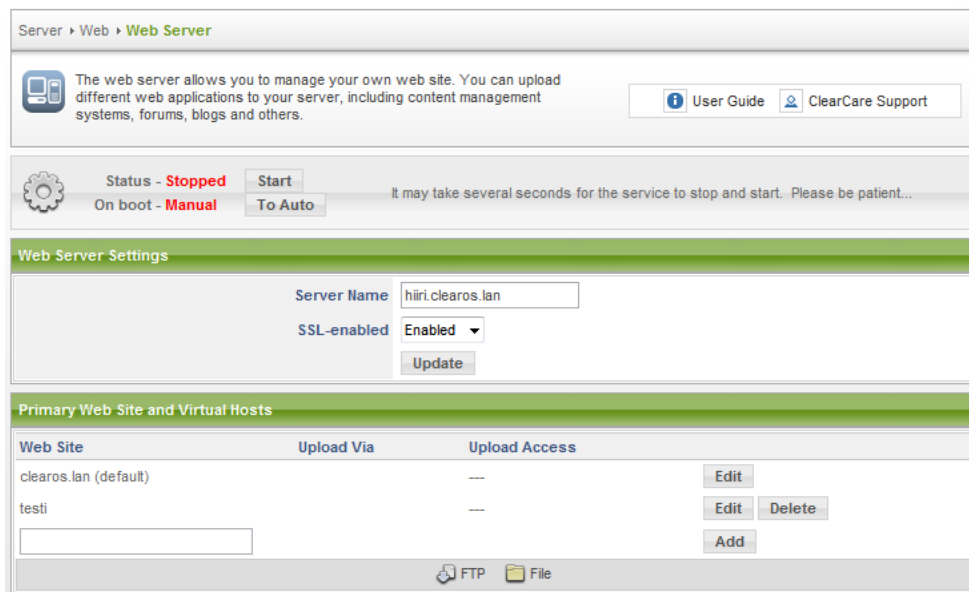 Server ▸ Web ▸ Web Server
The web server allows you to manage your own web site. You can upload
different web applications to your server, including content management
systems, forums, blogs and others.
User Guide ClearCare Support
Status - Stopped Start
On boot - Manual To Auto
It may take several seconds for the service to stop and start. Please be patient...
Web Server Settings
Server Name hiiri.clearos.lan
SSL-enabled Enabled
Update
Primary Web Site and Virtual Hosts
Web Site Upload Via Upload Access
clearos.lan (default) --- Edit
testi --- Edit Delete
Add
FTP File